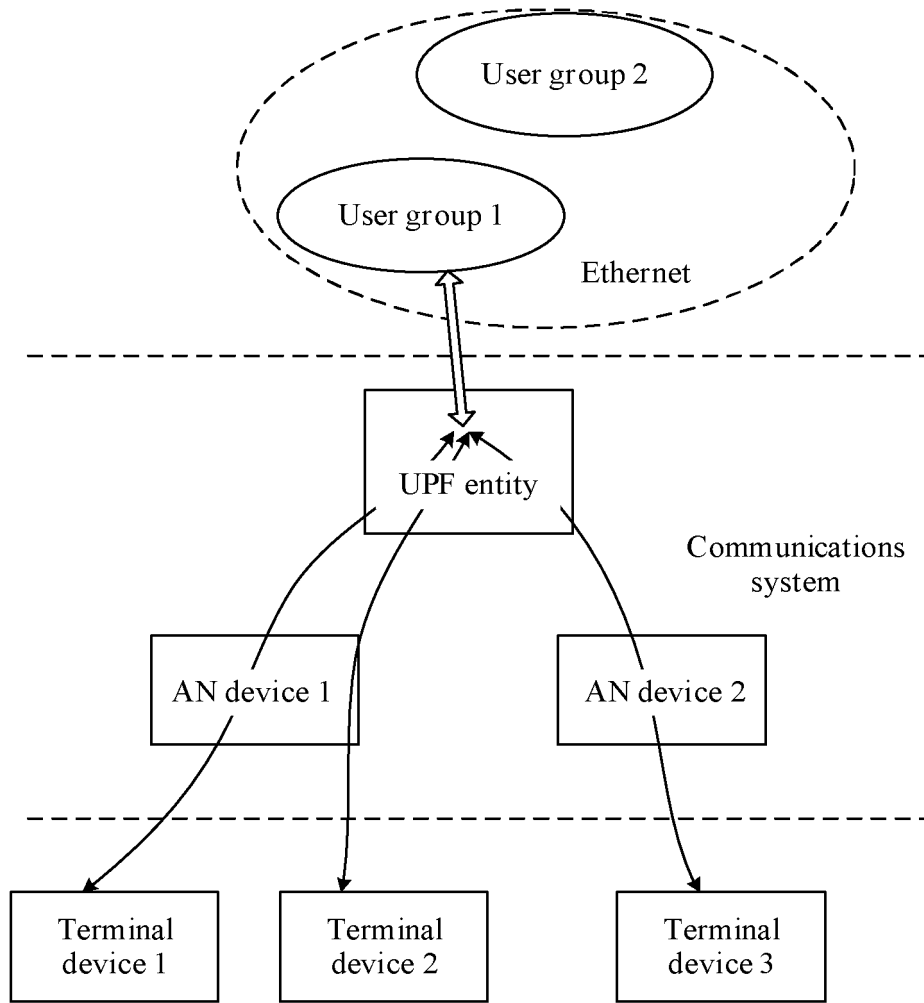 User group 2
User group 1
Ethernet
UPF entity
Communications
system
AN device 1
AN device 2
Terminal
device 1
Terminal
device 2
Terminal
device 3